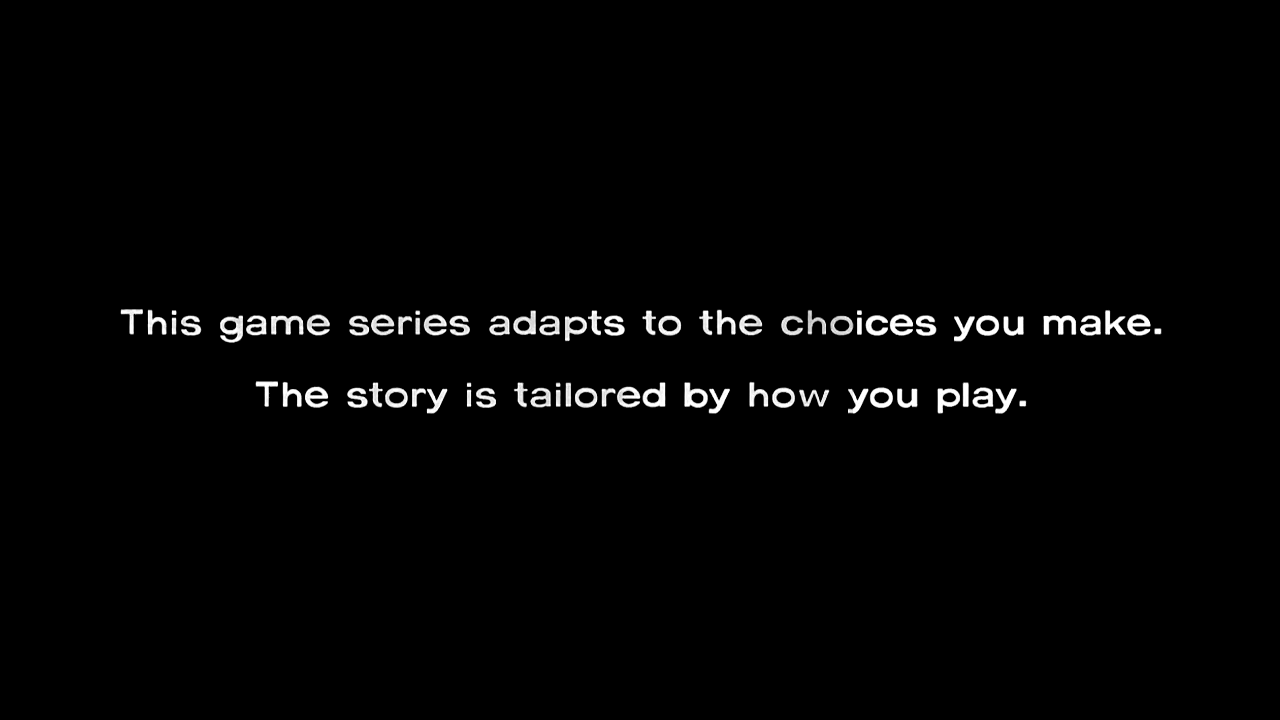 This game series adapts to the choices you make.
The story is tailored by how you play.